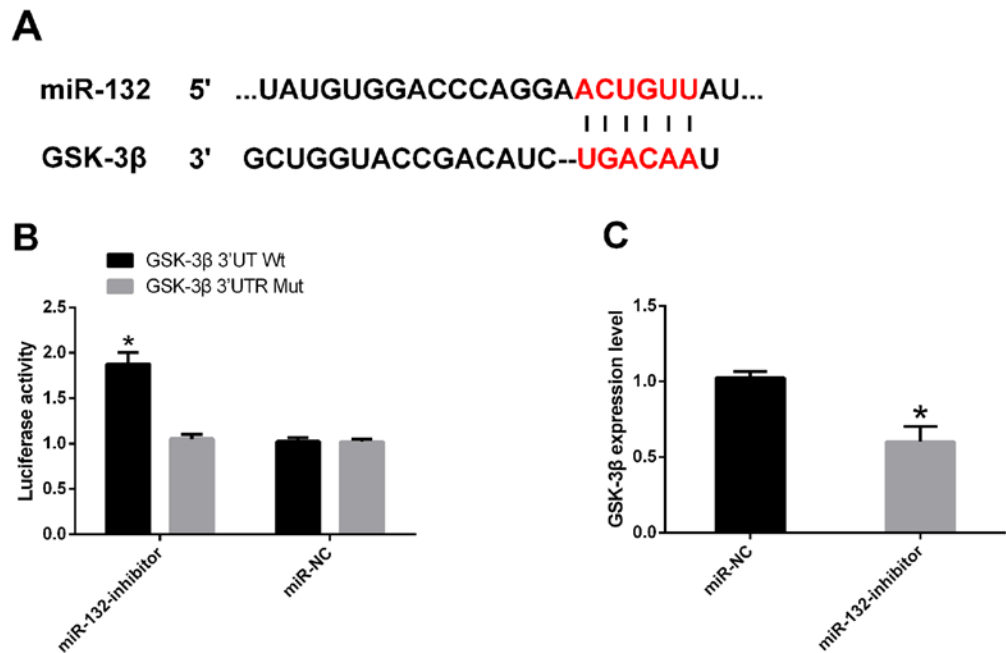 A
miR-132 5' ...UAUGUGGACCCAGGAACUGUUAU...
GSK-3β 3' GCUGGUACCGACAUC--UGACAAU
B
GSK-3β 3'UT Wt
GSK-3β 3'UTR Mut
Luciferase activity
2.5
2.0
1.5
1.0
0.5
0.0
*
miR-132-inhibitor
miR-NC
C
GSK-3β expression level
1.5
1.0
0.5
0.0
*
miR-NC
miR-132-inhibitor